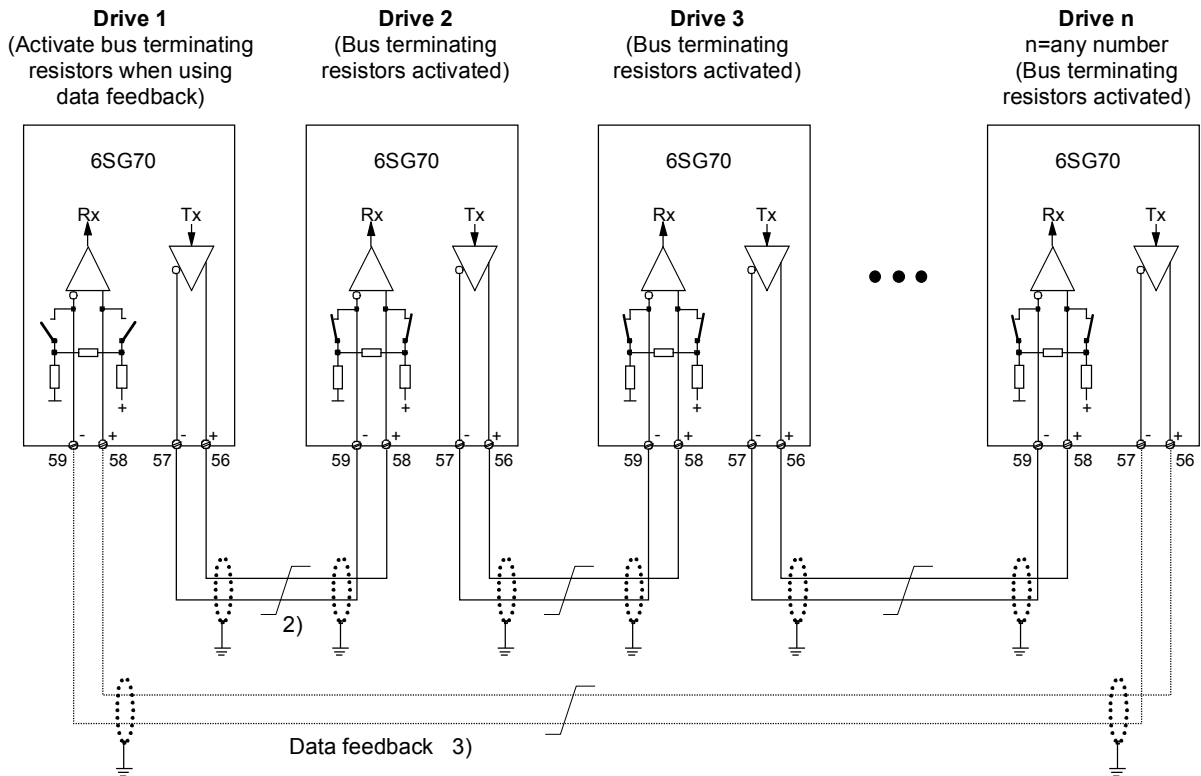 Drive 1
(Activate bus terminating
resistors when using
data feedback)
Drive 2
(Bus terminating
resistors activated)
Drive 3
(Bus terminating
resistors activated)
Drive n
n=any number
(Bus terminating
resistors activated)
6SG70
6SG70
6SG70
6SG70
Rx Tx
Rx Tx
Rx Tx
Rx Tx
+
+
+
+
- + - +
- + - +
- + - +
- + - +
59 58 57 56
59 58 57 56
59 58 57 56
59 58 57 56
2)
Data feedback 3)